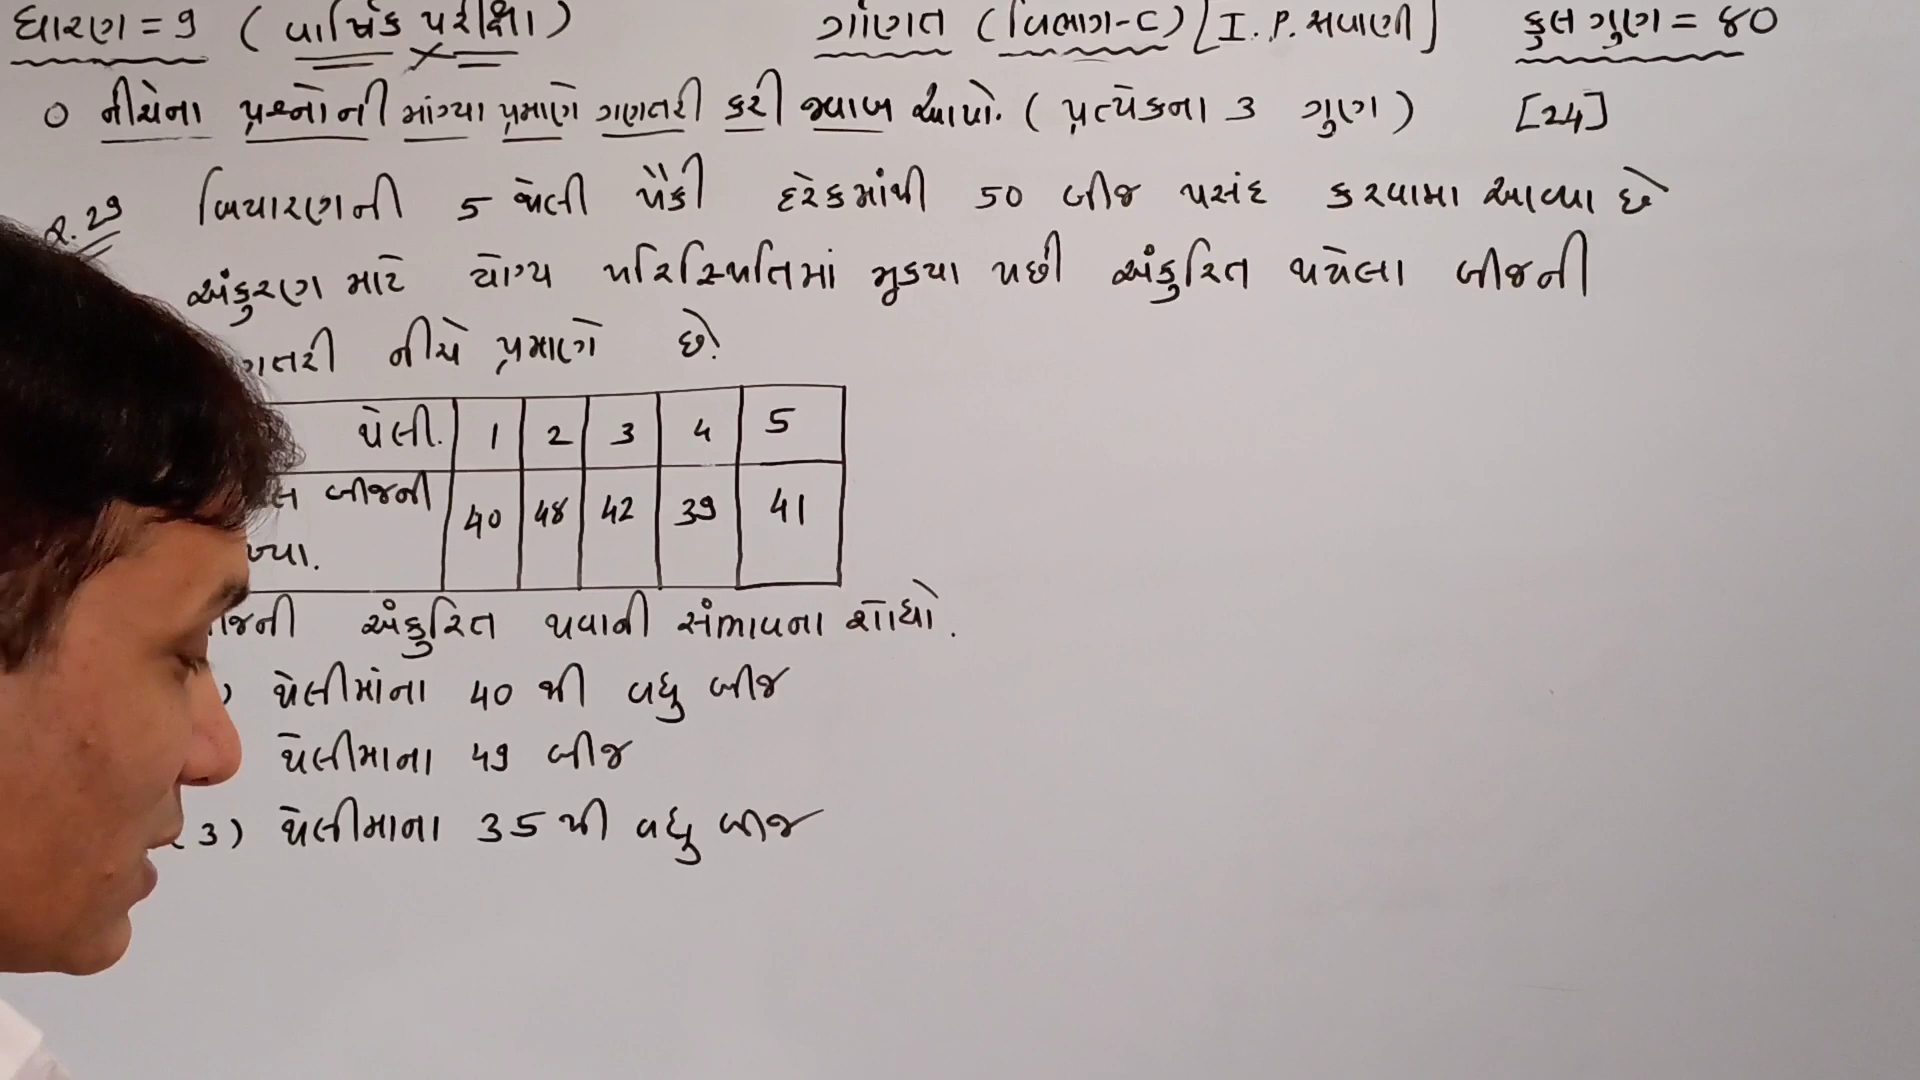 ધોરણ = 9 ( વાર્ષિક પરીક્ષા ) ગણિત (વિભાગ-C) [I.P. સવાણી] કુલ ગુણ = ૪૦
૦ નીચેના પ્રશ્નોની માંગ્યા પ્રમાણે ગણતરી કરી જવાબ આપો. ( પ્રત્યેકના 3 ગુણ ) [24]
29 બિયારણની 5 થેલી પૈકી દરેકમાંથી 50 બીજ પસંદ કરવામા આવ્યા છે
અંકુરણ માટે યોગ્ય પરિસ્થિતિમાં મૂકયા પછી અંકુરિત થયેલા બીજની
નીચે પ્રમાણે છે.
થેલી. 1 2 3 4 5
બીજની 40 48 42 39 41
અંકુરિત થવાની સંભાવના શોધો.
થેલીમાંના 40 થી વધુ બીજ
થેલીમાના 49 બીજ
(3) થેલીમાના 35 થી વધુ બીજ